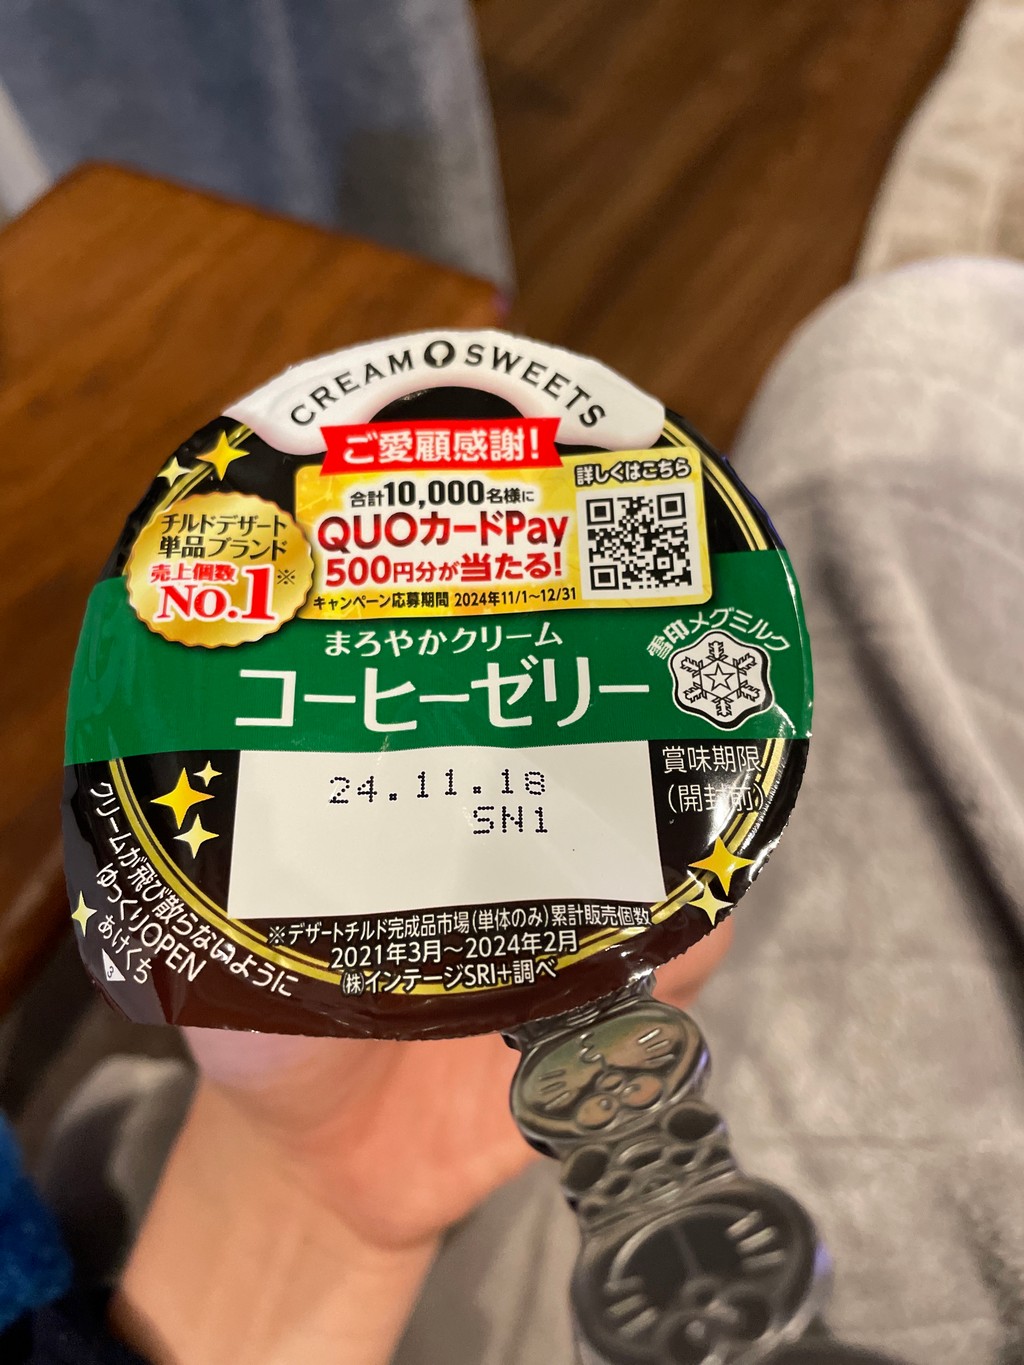 CREAM SWEETS
ご愛顧感謝!
詳しくはこちら
合計10,000名様に
QUOカードPay
500円分が当たる!
キャンペーン応募期間 2024年11/1~12/31
チルドデザート
単品ブランド
売上個数※
No.1
まろやかクリーム
コーヒーゼリー
雪印メグミルク
賞味期限
(開封前)
24.11.18
SN1
クリームが飛び散らないように
ゆっくりOPEN
あけくち
※デザートチルド完成品市場(単体のみ)累計販売個数
2021年3月~2024年2月
㈱インテージSRI+調べ